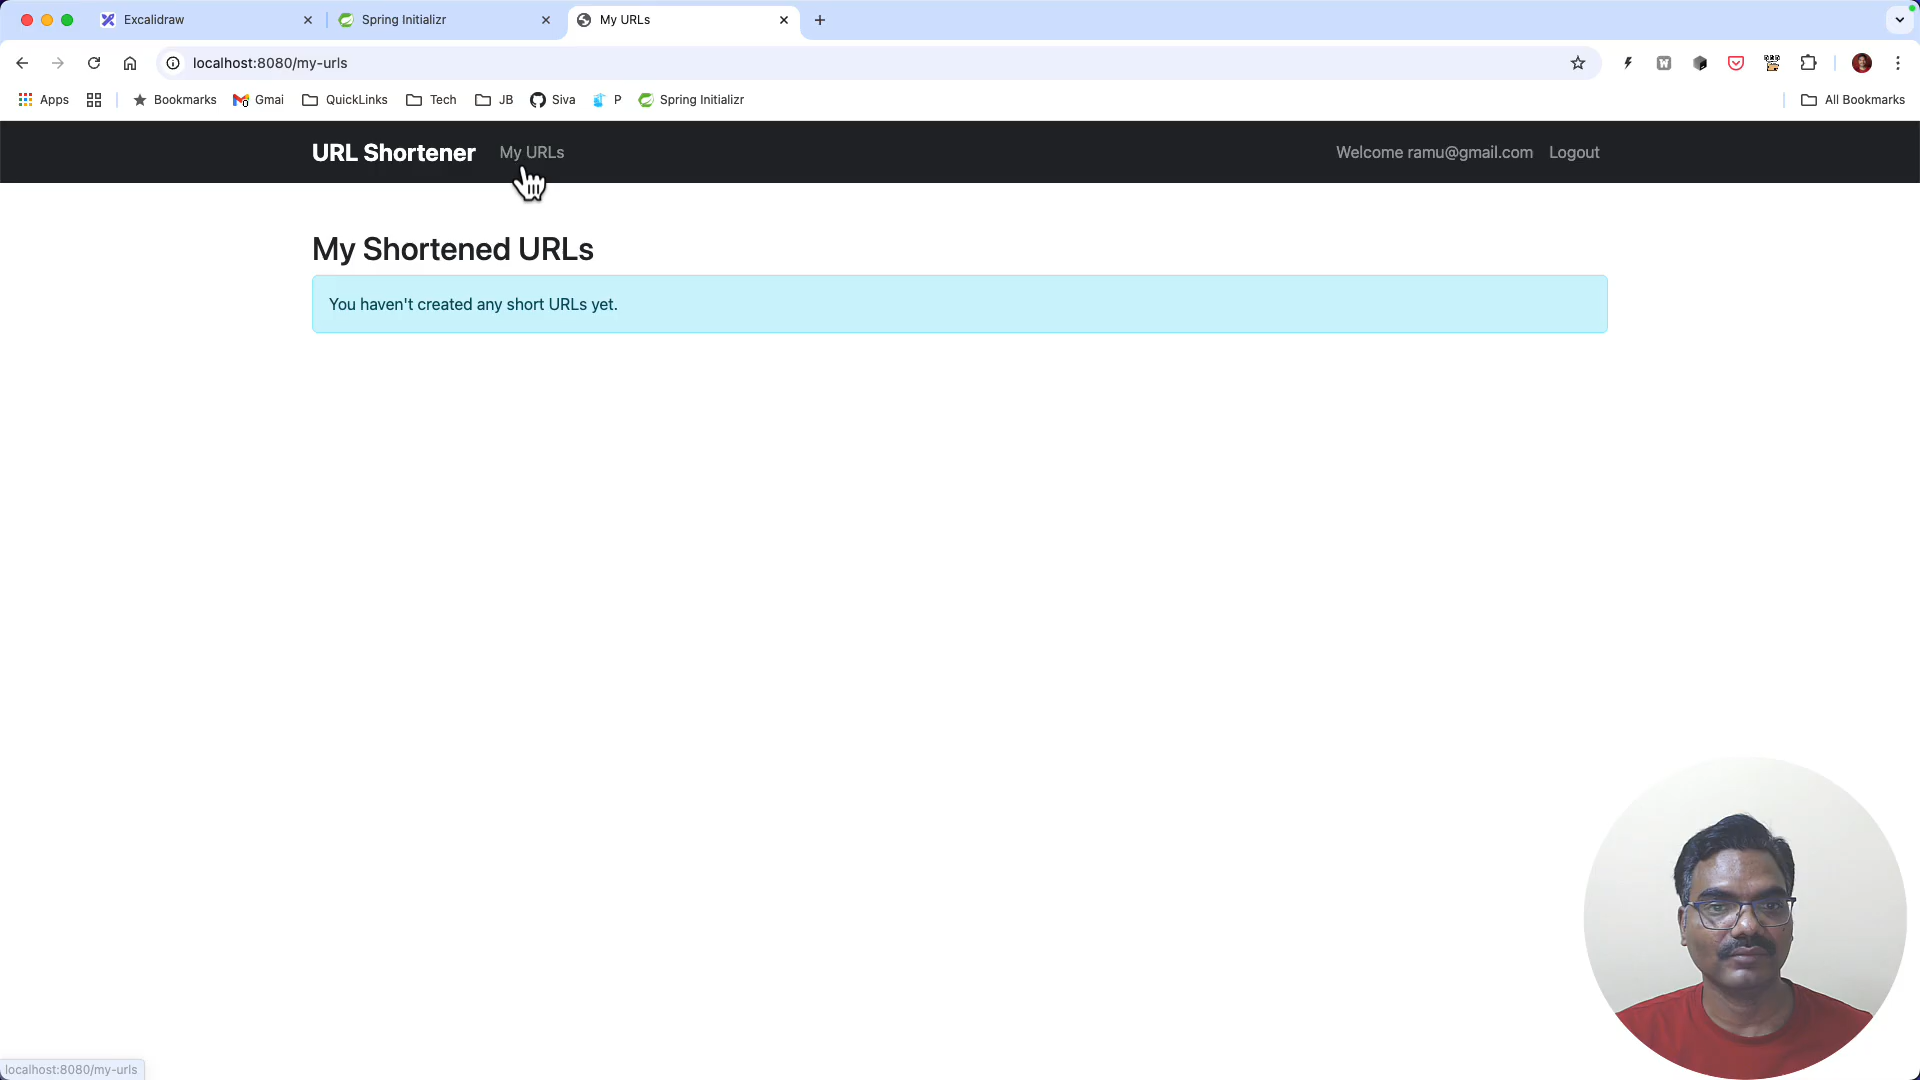 Excalidraw
Spring Initializr
My URLs
localhost:8080/my-urls
Apps
Bookmarks
Gmai
QuickLinks
Tech
JB
Siva
P
Spring Initializr
All Bookmarks
URL Shortener
My URLs
Welcome ramu@gmail.com
Logout
My Shortened URLs
You haven't created any short URLs yet.
localhost:8080/my-urls